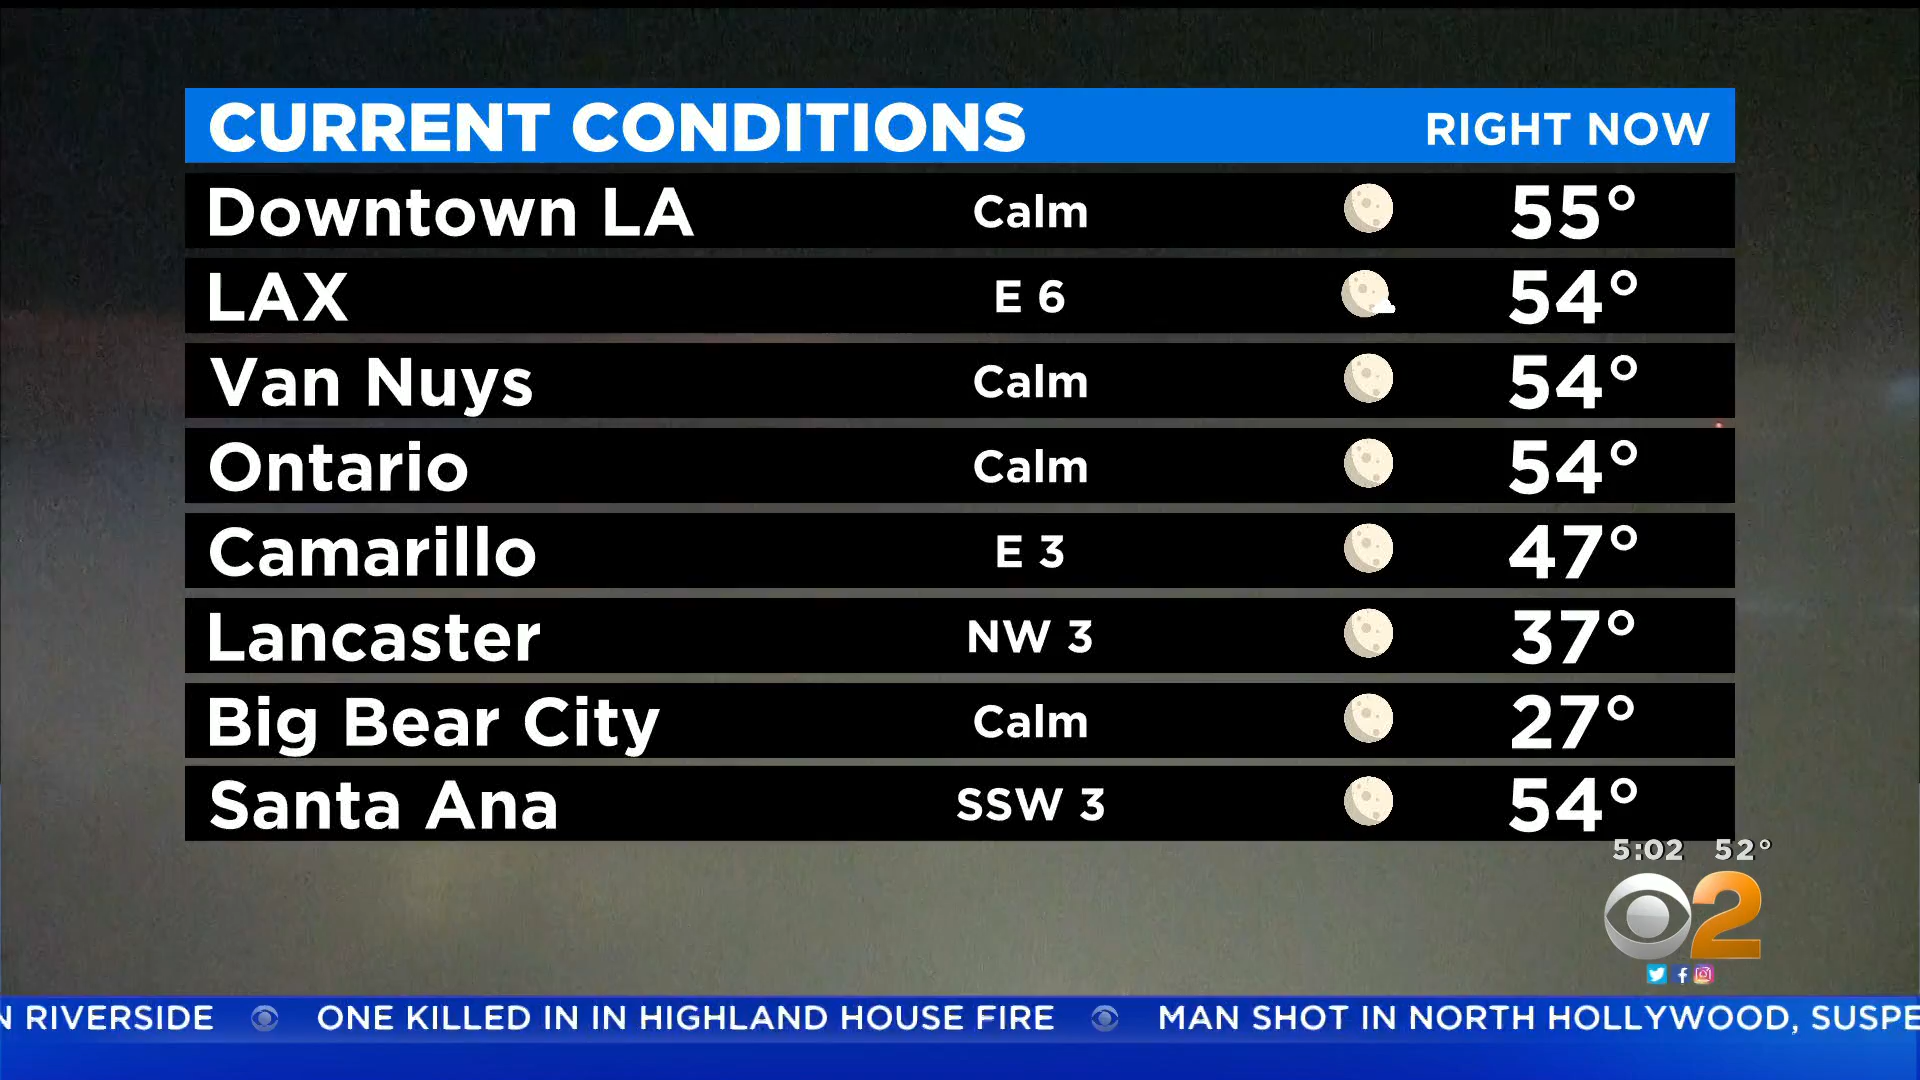 CURRENT CONDITIONS RIGHT NOW
Downtown LA Calm 55°
LAX E 6 54°
Van Nuys Calm 54°
Ontario Calm 54°
Camarillo E 3 47°
Lancaster NW 3 37°
Big Bear City Calm 27°
Santa Ana SSW 3 54°
5:02 52°
2
N RIVERSIDE ONE KILLED IN IN HIGHLAND HOUSE FIRE MAN SHOT IN NORTH HOLLYWOOD, SUSPE